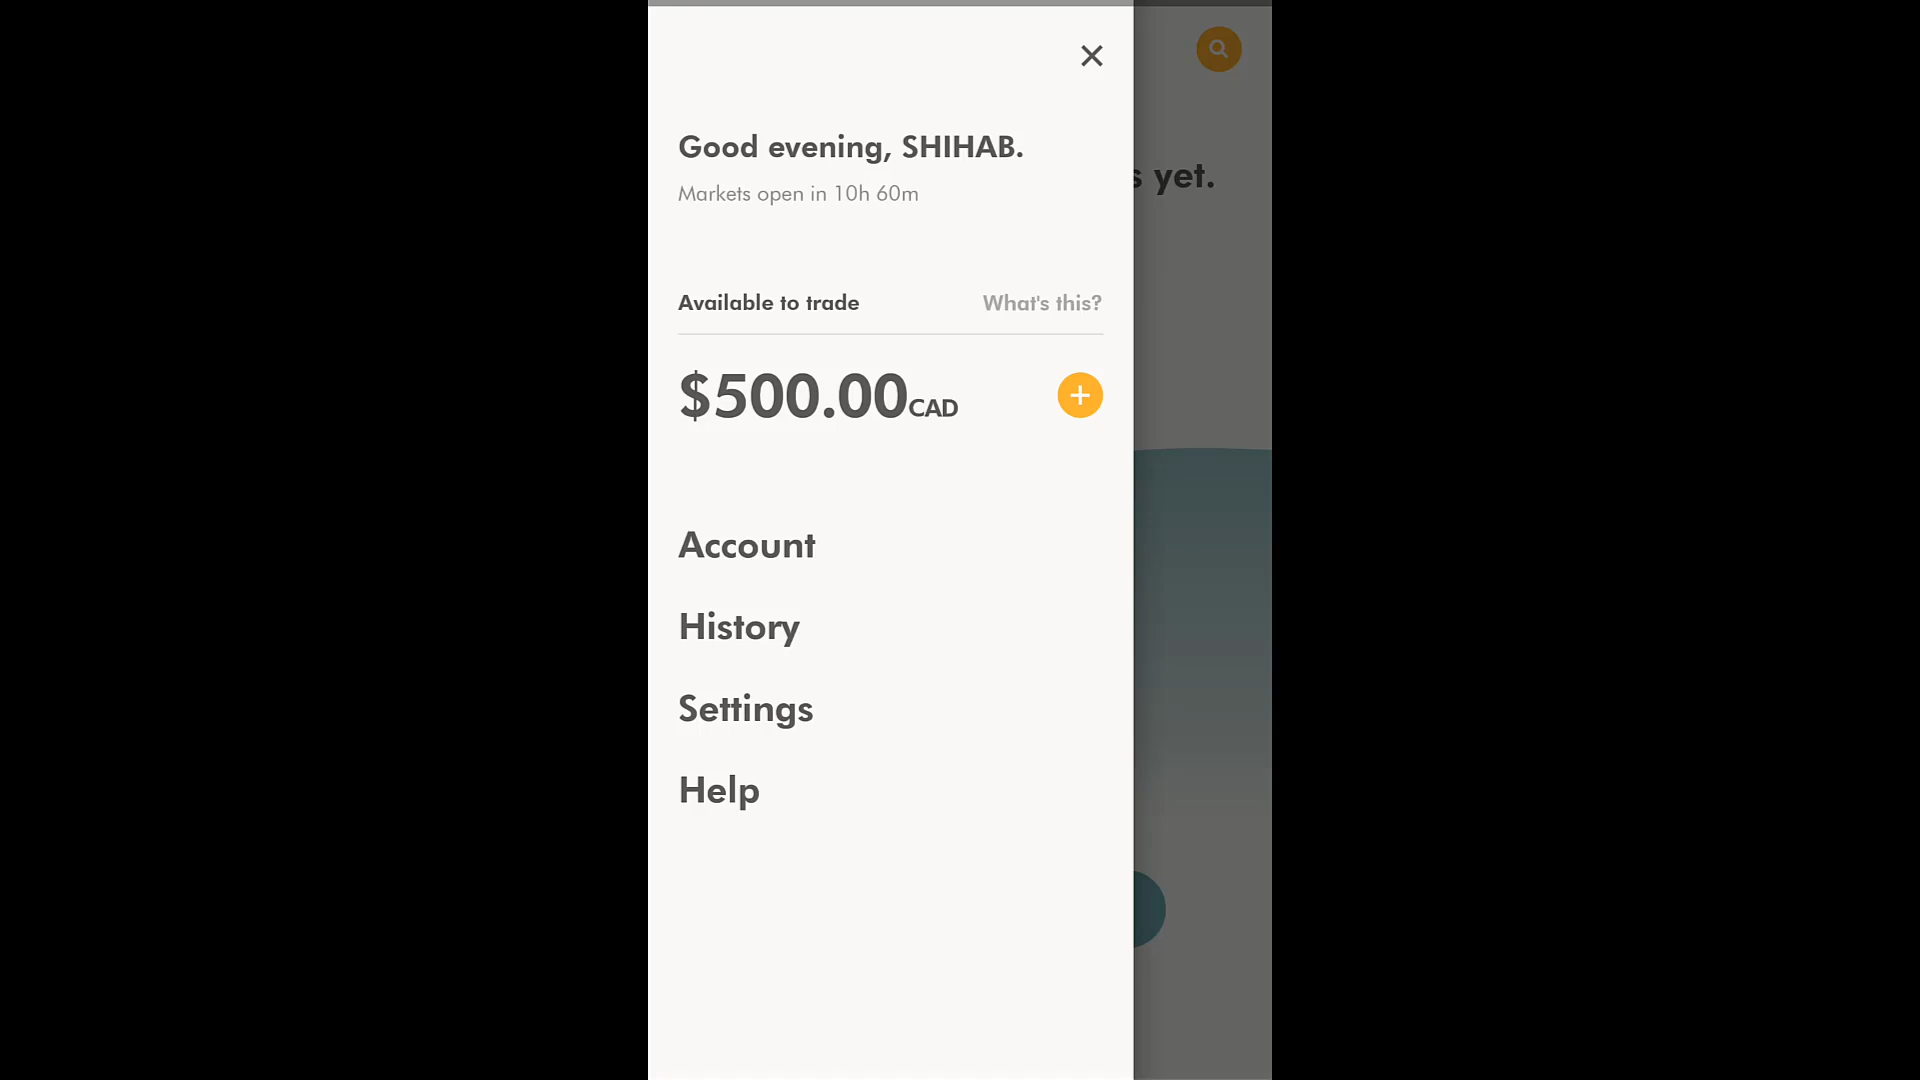 Good evening, SHIHAB.
Markets open in 10h 60m
s yet.
Available to trade What's this?
$500.00CAD
Account
History
Settings
Help